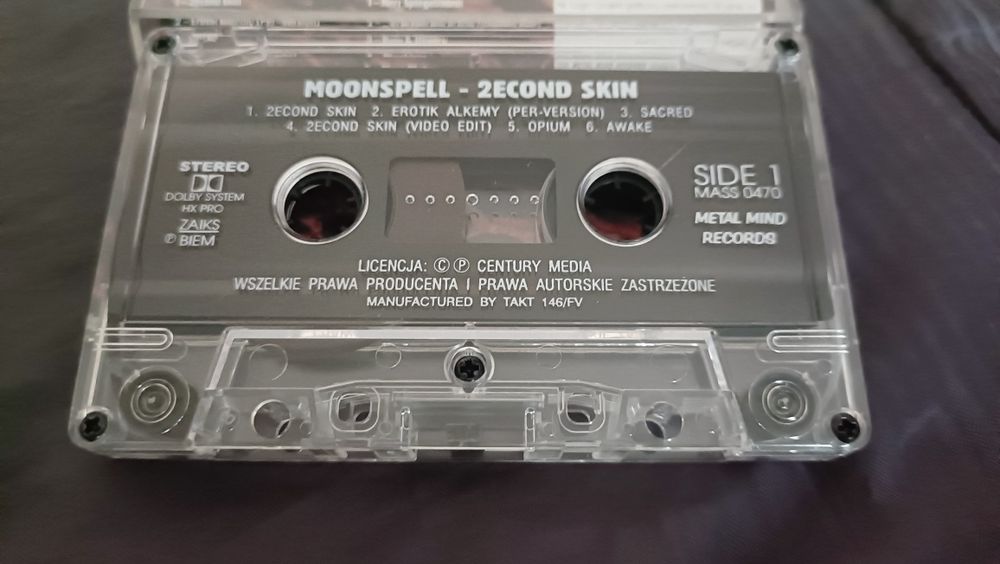 MOONSPELL - 2ECOND SKIN
1. 2ECOND SKIN 2. EROTIK ALKEMY (PER-VERSION) 3. SACRED
4. 2ECOND SKIN (VIDEO EDIT) 5. OPIUM 6. AWAKE
STEREO
DOLBY SYSTEM
HX PRO
ZAIKS
Ⓟ BIEM
SIDE 1
MASS 0470
METAL MIND
RECORDS
LICENCJA: © Ⓟ CENTURY MEDIA
WSZELKIE PRAWA PRODUCENTA I PRAWA AUTORSKIE ZASTRZEŻONE
MANUFACTURED BY TAKT 146/FV